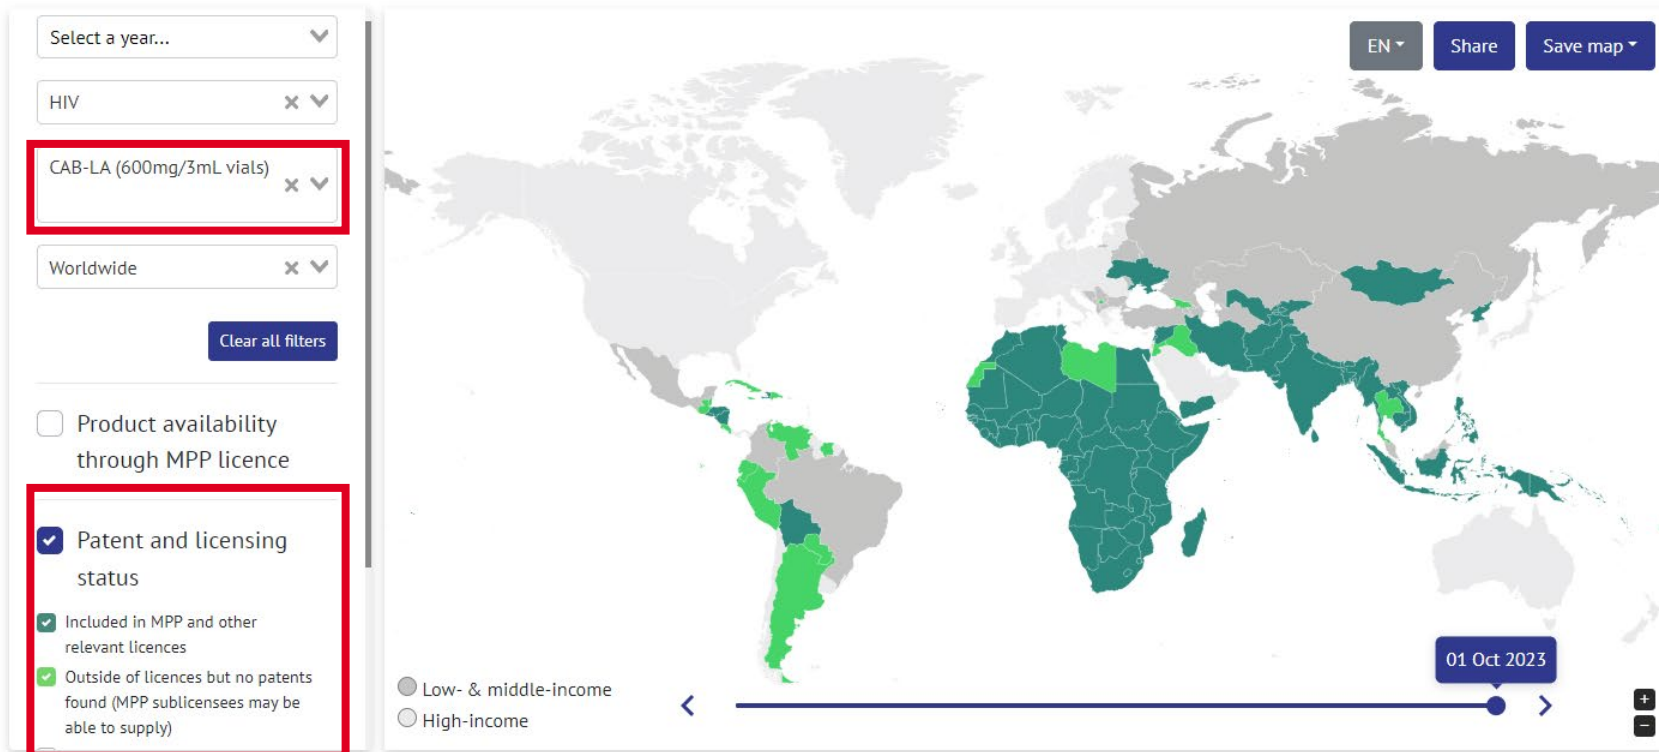 Select a year...
HIV
CAB-LA (600mg/3mL vials)
Worldwide
Clear all filters
Product availability
through MPP licence
Patent and licensing
status
Included in MPP and other
relevant licences
Outside of licences but no patents
found (MPP sublicensees may be
able to supply)
EN
Share
Save map
Low- & middle-income
High-income
01 Oct 2023
+
−